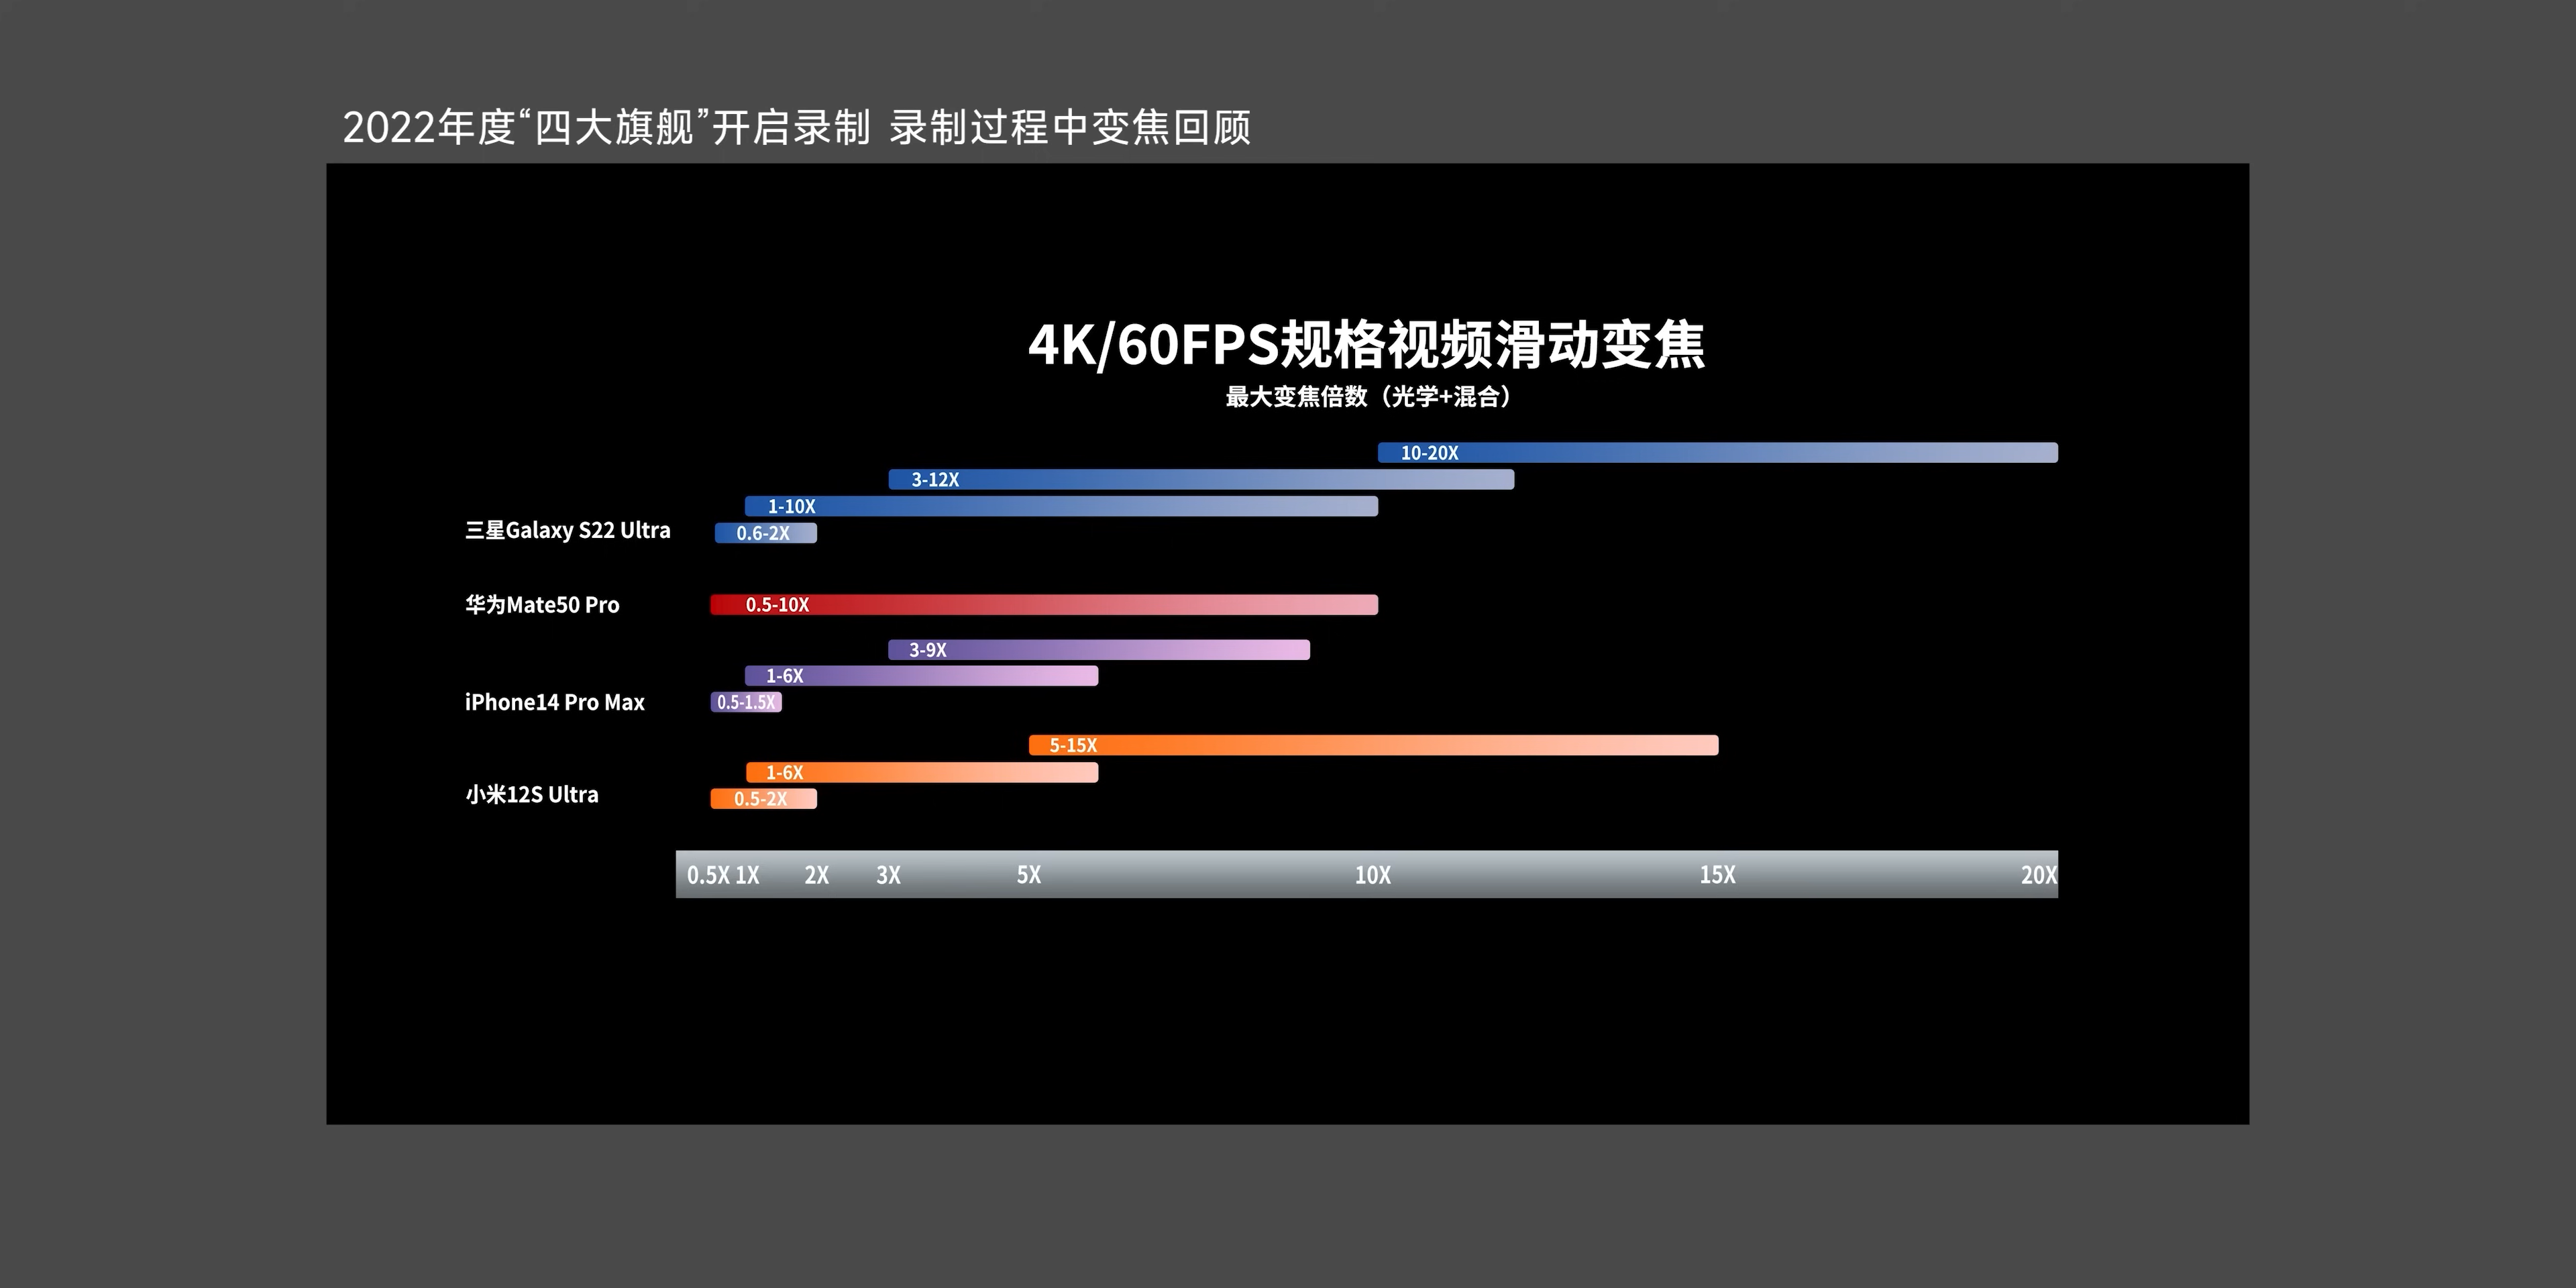 2022年度“四大旗舰”开启录制 录制过程中变焦回顾
4K/60FPS规格视频滑动变焦
最大变焦倍数（光学+混合）
10-20X
3-12X
1-10X
三星Galaxy S22 Ultra
0.6-2X
华为Mate50 Pro
0.5-10X
3-9X
1-6X
iPhone14 Pro Max
0.5-1.5X
5-15X
1-6X
小米12S Ultra
0.5-2X
0.5X 1X 2X 3X 5X 10X 15X 20X